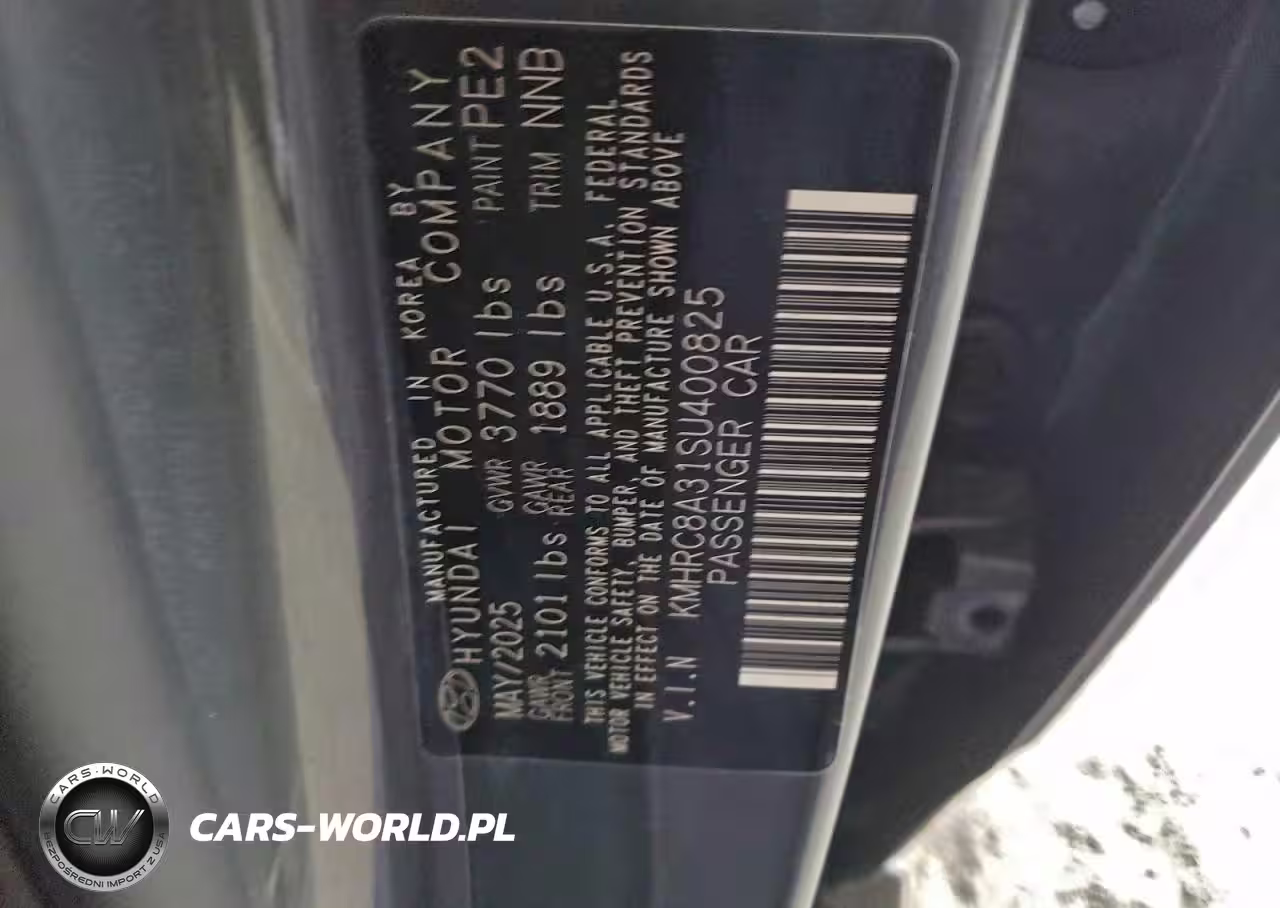 MANUFACTURED IN KOREA BY
HYUNDAI MOTOR COMPANY
MAY/2025 GVWR 3770 lbs PAINT PE2
GAWR FRONT 2101 lbs GAWR REAR 1889 lbs TRIM NNB
THIS VEHICLE CONFORMS TO ALL APPLICABLE U.S.A. FEDERAL
MOTOR VEHICLE SAFETY, BUMPER, AND THEFT PREVENTION STANDARDS
IN EFFECT ON THE DATE OF MANUFACTURE SHOWN ABOVE
V.I.N KMHRC8A31SU400825
PASSENGER CAR
CARS-WORLD
CW
BEZPOŚREDNI IMPORT Z USA
CARS-WORLD.PL